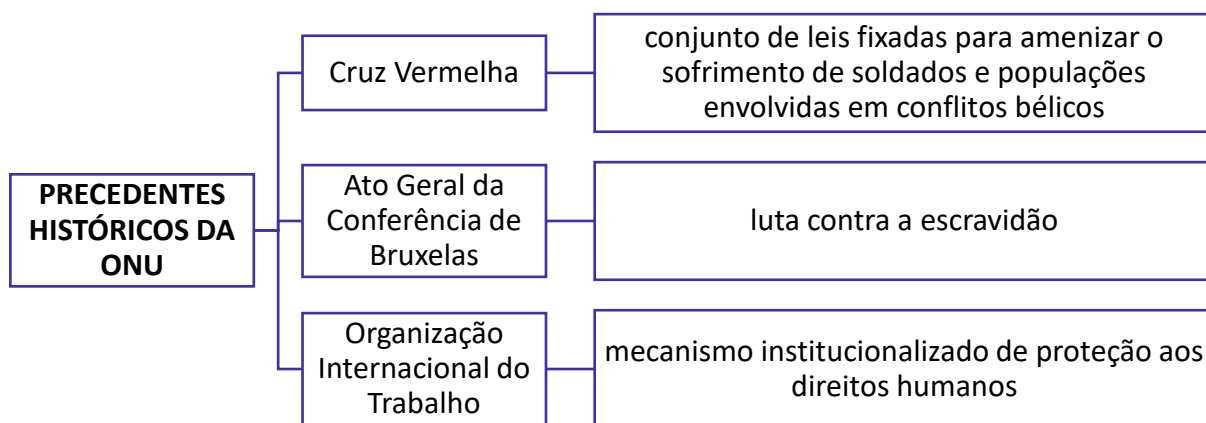 PRECEDENTES
HISTÓRICOS DA
ONU
Cruz Vermelha
conjunto de leis fixadas para amenizar o
sofrimento de soldados e populações
envolvidas em conflitos bélicos
Ato Geral da
Conferência de
Bruxelas
luta contra a escravidão
Organização
Internacional do
Trabalho
mecanismo institucionalizado de proteção aos
direitos humanos